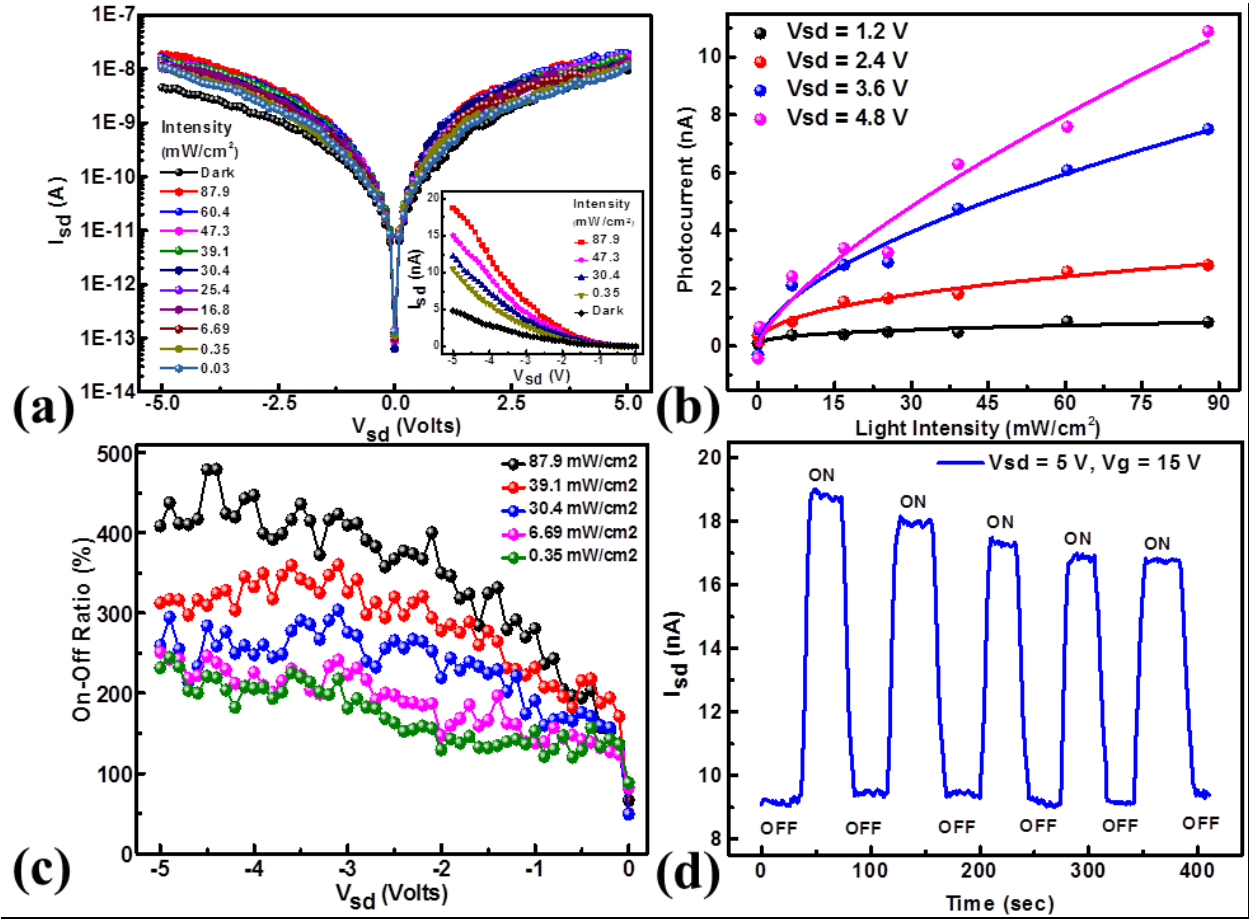 1E-7
1E-8
1E-9
1E-10
1E-11
1E-12
1E-13
1E-14
I_sd (A)
Intensity
(mW/cm²)
Dark
87.9
60.4
47.3
39.1
30.4
25.4
16.8
6.69
0.35
0.03
20
15
10
5
0
I_sd (nA)
Intensity
(mW/cm²)
87.9
47.3
30.4
0.35
Dark
-5 -4 -3 -2 -1 0
V_sd (V)
-5.0 -2.5 0.0 2.5 5.0
V_sd (Volts)
(a)
10
8
6
4
2
0
Photocurrent (nA)
Vsd = 1.2 V
Vsd = 2.4 V
Vsd = 3.6 V
Vsd = 4.8 V
0 15 30 45 60 75 90
Light Intensity (mW/cm²)
(b)
500
400
300
200
100
0
On-Off Ratio (%)
87.9 mW/cm2
39.1 mW/cm2
30.4 mW/cm2
6.69 mW/cm2
0.35 mW/cm2
-5 -4 -3 -2 -1 0
V_sd (Volts)
(c)
20
18
16
14
12
10
8
I_sd (nA)
Vsd = 5 V, Vg = 15 V
ON
ON
ON
ON
ON
OFF OFF OFF OFF OFF OFF
0 100 200 300 400
Time (sec)
(d)